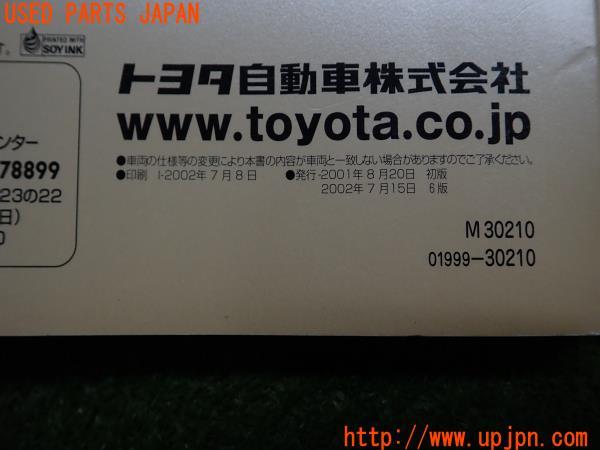 USED PARTS JAPAN
す。
PRINTED WITH
SOY INK
トヨタ自動車株式会社
www.toyota.co.jp
ンター
78899
23の22
日)
0
●車両の仕様等の変更により本書の内容が車両と一致しない場合がありますのでご了承ください。
●印刷 I-2002年7月8日 ●発行-2001年8月20日 初版
2002年7月15日 6版
M30210
01999-30210
http://www.upjpn.com/